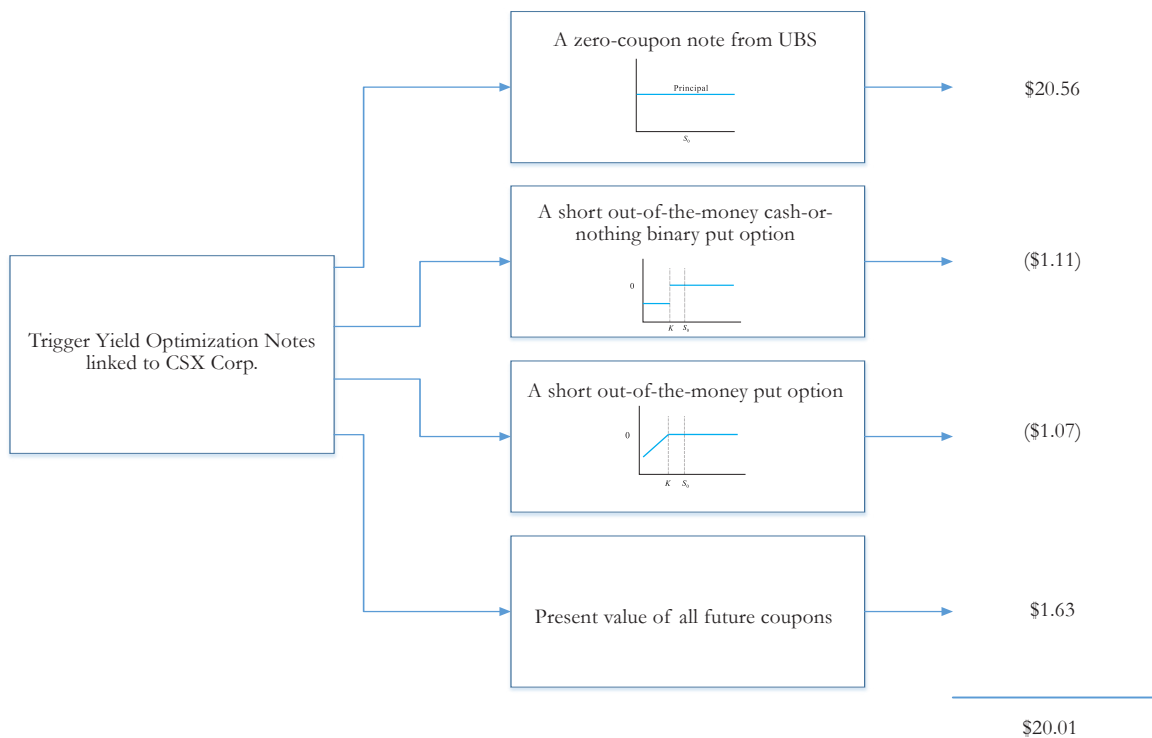 A zero-coupon note from UBS
Principal
S0
$20.56
A short out-of-the-money cash-or-
nothing binary put option
0
K
S0
($1.11)
Trigger Yield Optimization Notes
linked to CSX Corp.
A short out-of-the-money put option
0
K
S0
($1.07)
Present value of all future coupons
$1.63
$20.01